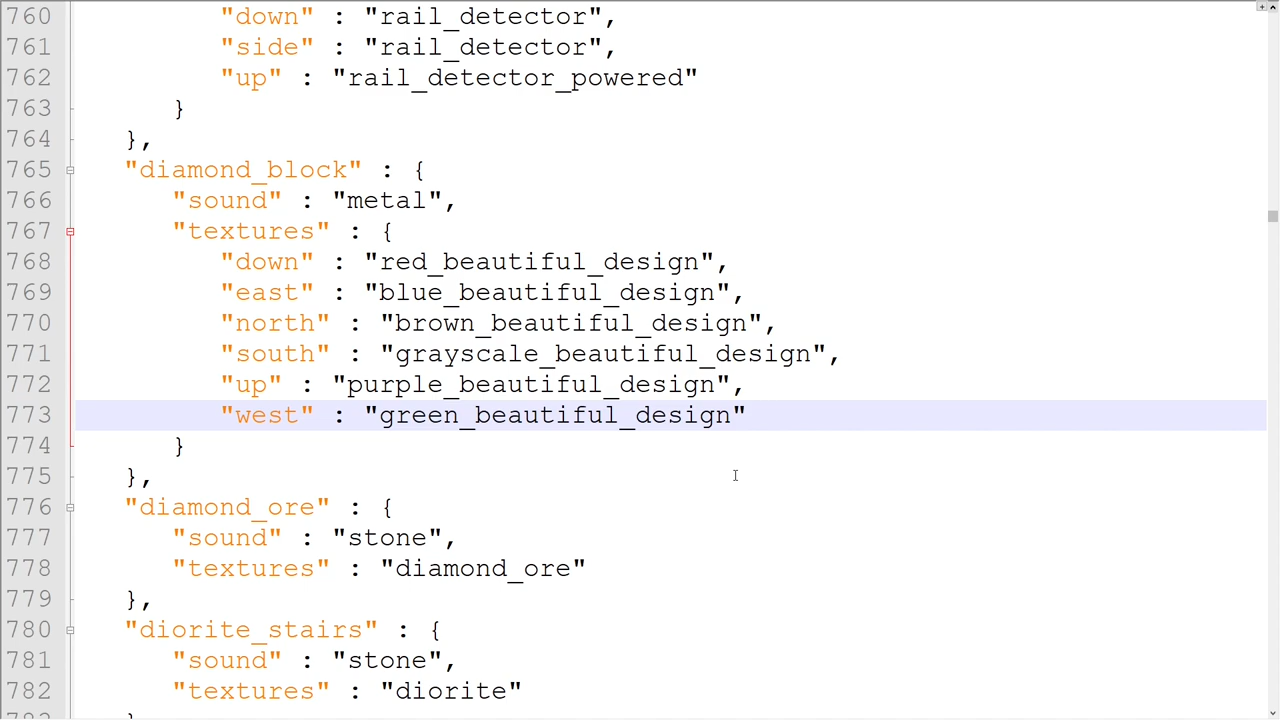 760 "down" : "rail_detector",
761 "side" : "rail_detector",
762 "up" : "rail_detector_powered"
763 }
764 },
765 "diamond_block" : {
766 "sound" : "metal",
767 "textures" : {
768 "down" : "red_beautiful_design",
769 "east" : "blue_beautiful_design",
770 "north" : "brown_beautiful_design",
771 "south" : "grayscale_beautiful_design",
772 "up" : "purple_beautiful_design",
773 "west" : "green_beautiful_design"
774 }
775 },
776 "diamond_ore" : {
777 "sound" : "stone",
778 "textures" : "diamond_ore"
779 },
780 "diorite_stairs" : {
781 "sound" : "stone",
782 "textures" : "diorite"
783 }